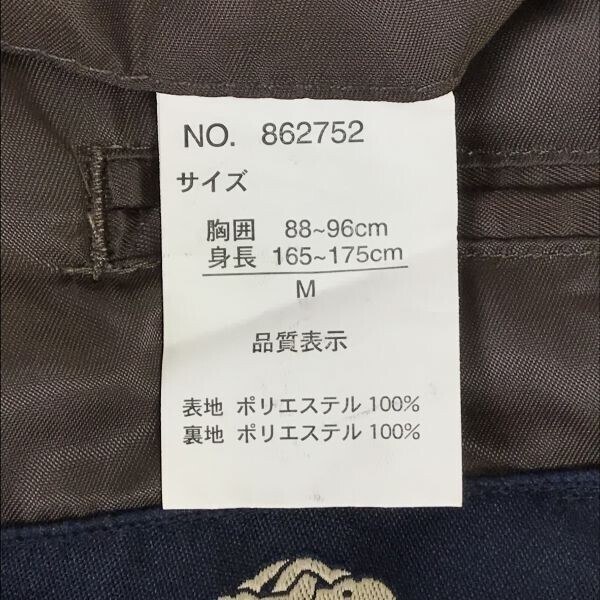 NO. 862752
サイズ
胸囲 88~96cm
身長 165~175cm
M
品質表示
表地 ポリエステル 100%
裏地 ポリエステル 100%